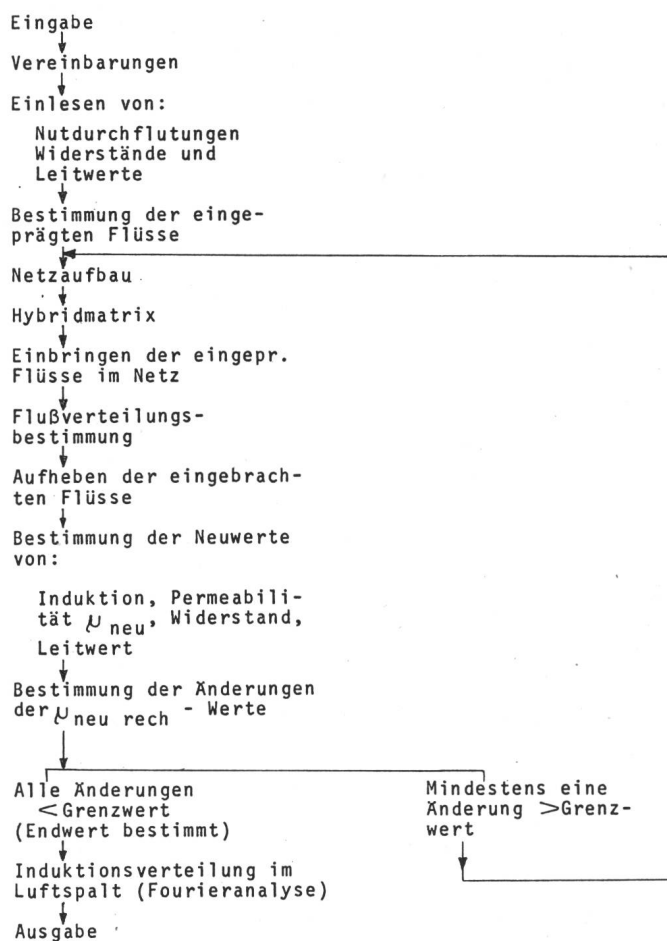 Eingabe
Vereinbarungen
Einlesen von:
Nutdurchflutungen
Widerstände und
Leitwerte
Bestimmung der einge-
prägten Flüsse
Netzaufbau
Hybridmatrix
Einbringen der eingepr.
Flüsse im Netz
Flußverteilungs-
bestimmung
Aufheben der eingebrach-
ten Flüsse
Bestimmung der Neuwerte
von:
Induktion, Permeabili-
tät μ neu, Widerstand,
Leitwert
Bestimmung der Änderungen
der μ neu rech - Werte
Alle Änderungen
< Grenzwert
(Endwert bestimmt)
Mindestens eine
Änderung > Grenz-
wert
Induktionsverteilung im
Luftspalt (Fourieranalyse)
Ausgabe